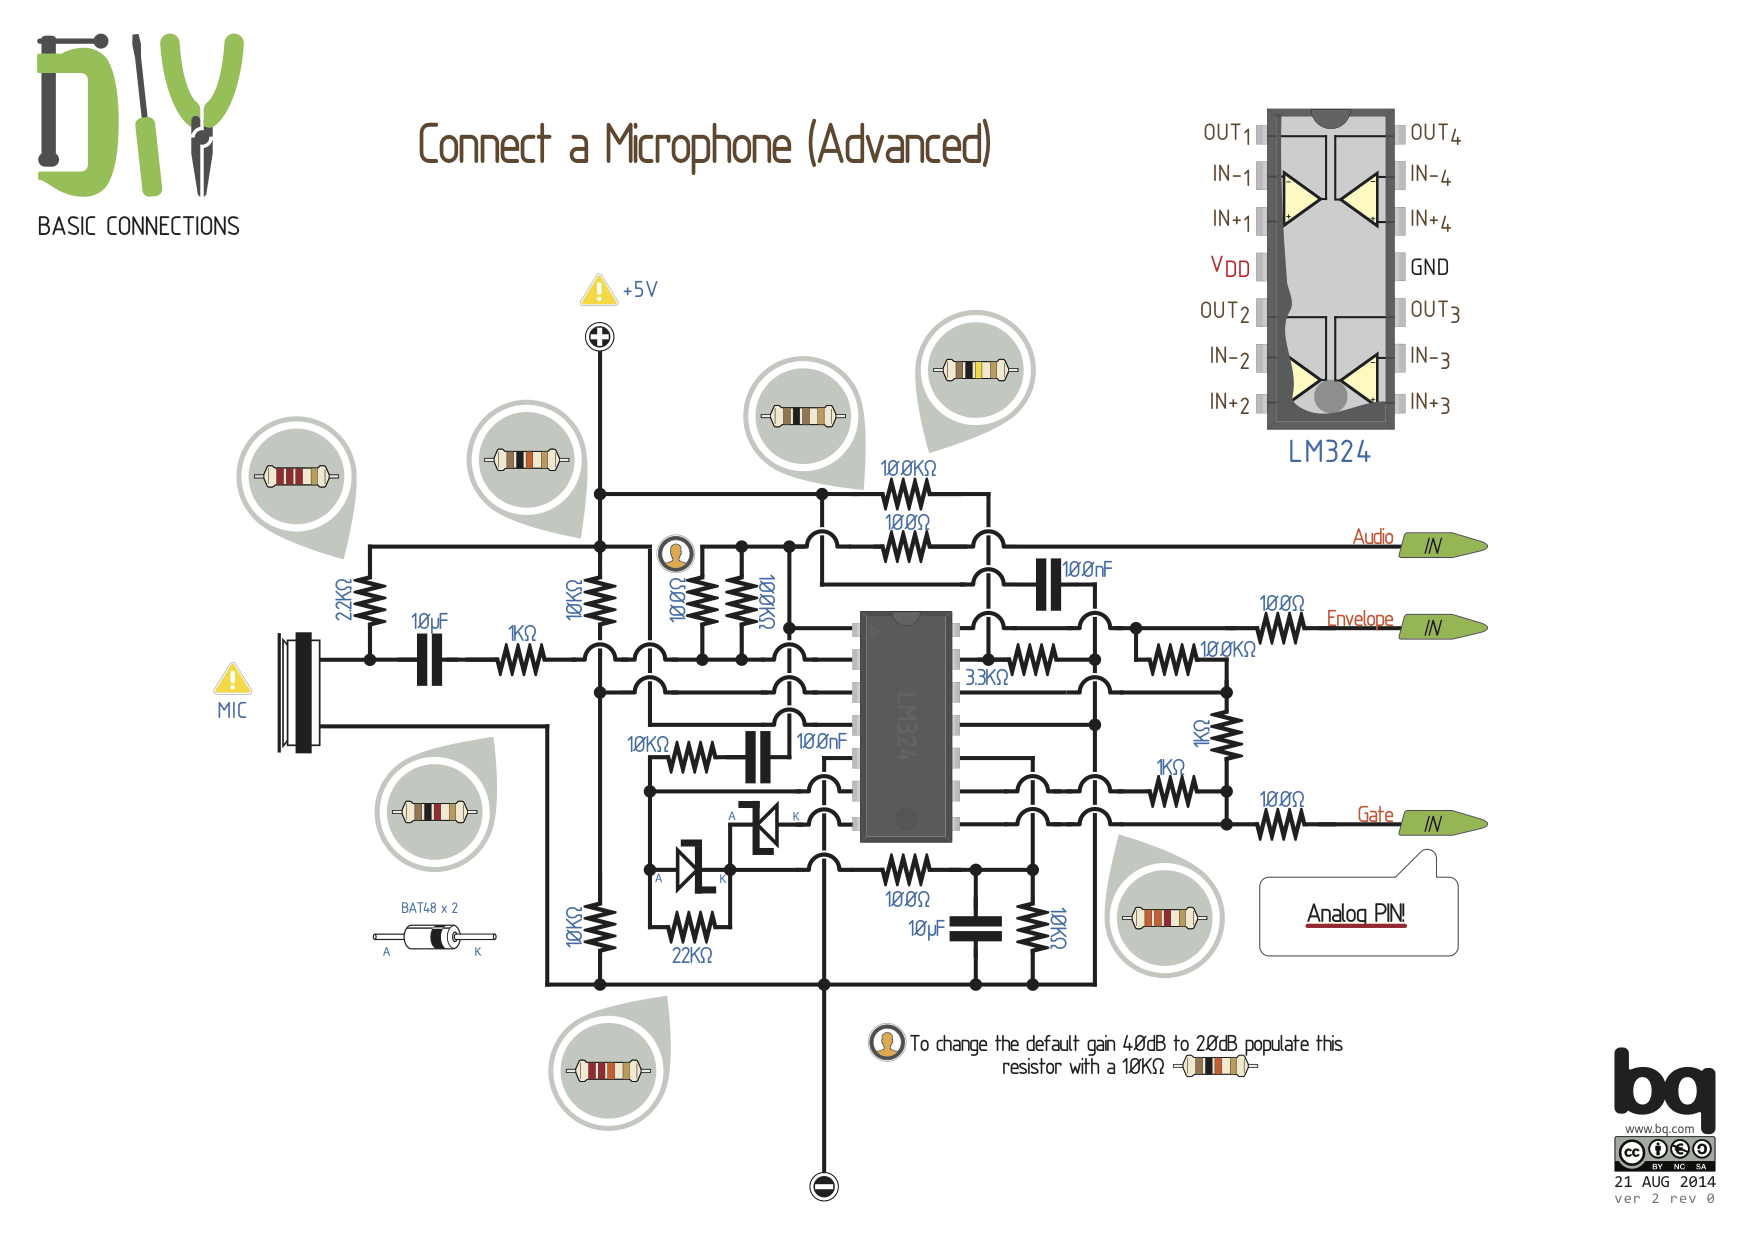 DIY
BASIC CONNECTIONS
Connect a Microphone (Advanced)
OUT1
IN-1
IN+1
VDD
OUT2
IN-2
IN+2
OUT4
IN-4
IN+4
GND
OUT3
IN-3
IN+3
LM324
+5V
100KΩ
100Ω
Audio
IN
100nF
22KΩ
10KΩ
100Ω
100KΩ
10µF
1KΩ
100Ω
Envelope
IN
100KΩ
3.3KΩ
MIC
LM324
10KΩ
100nF
1KΩ
1KΩ
100Ω
Gate
IN
A
K
A
K
100Ω
10µF
10KΩ
10KΩ
22KΩ
BAT48 x 2
A
K
Analog PIN!
To change the default gain 40dB to 20dB populate this
resistor with a 10KΩ
bq
www.bq.com
cc
BY NC SA
21 AUG 2014
ver 2 rev 0